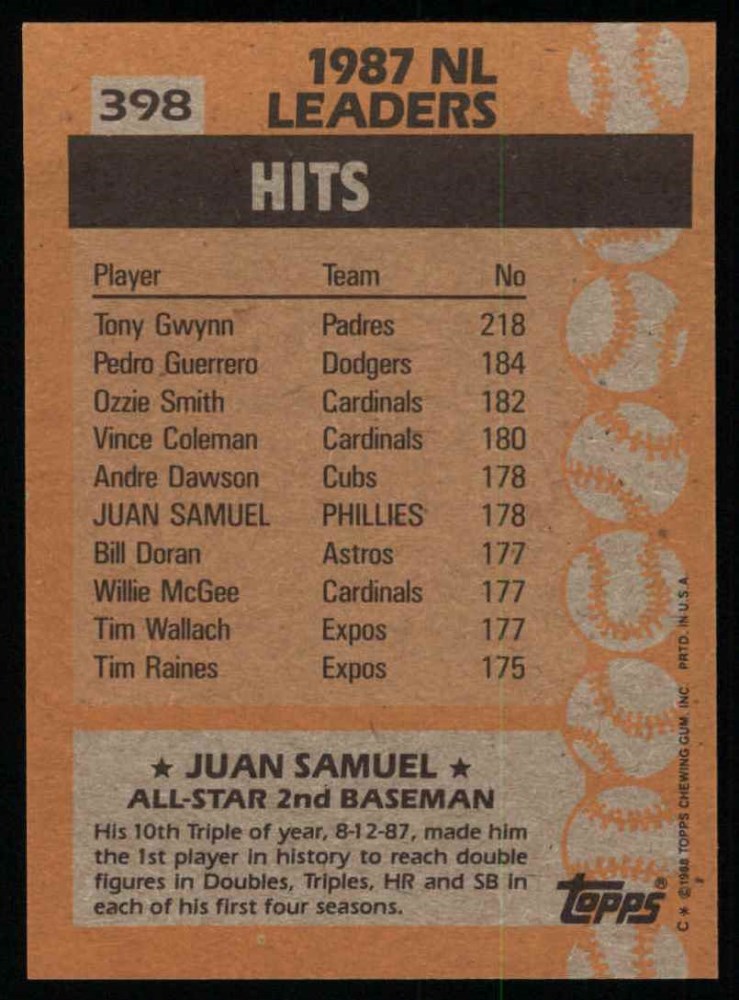 398
1987 NL
LEADERS
HITS
Player Team No
Tony Gwynn Padres 218
Pedro Guerrero Dodgers 184
Ozzie Smith Cardinals 182
Vince Coleman Cardinals 180
Andre Dawson Cubs 178
JUAN SAMUEL PHILLIES 178
Bill Doran Astros 177
Willie McGee Cardinals 177
Tim Wallach Expos 177
Tim Raines Expos 175
★ JUAN SAMUEL ★
ALL-STAR 2nd BASEMAN
His 10th Triple of year, 8-12-87, made him
the 1st player in history to reach double
figures in Doubles, Triples, HR and SB in
each of his first four seasons.
topps®
C* ©1988 TOPPS CHEWING GUM, INC. PRTD. IN U.S.A.